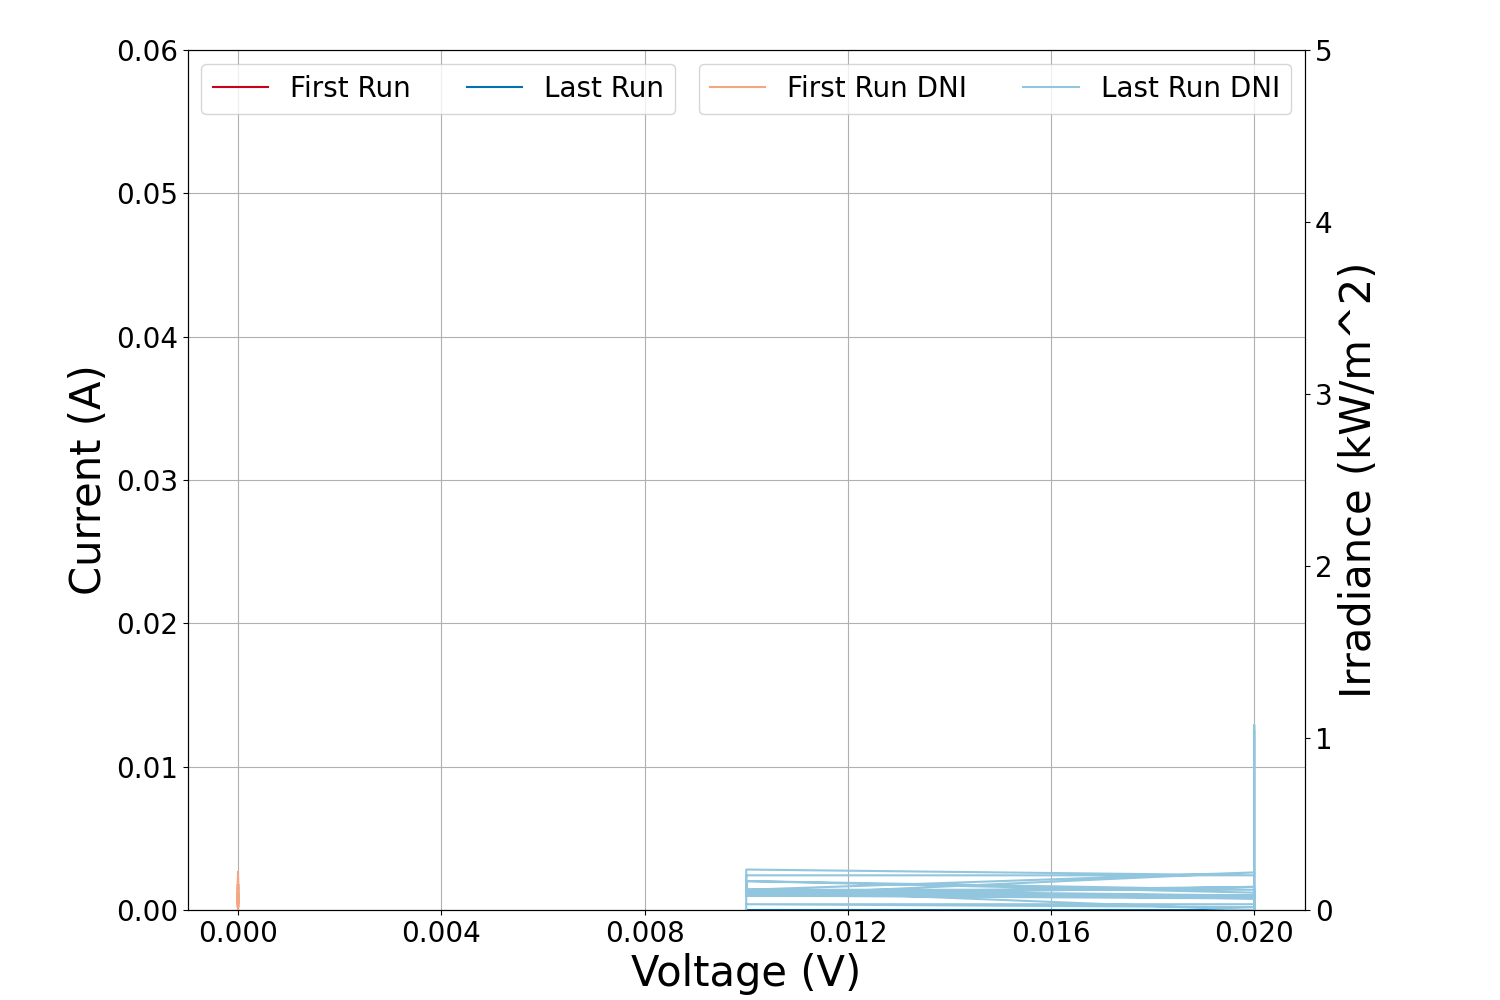 First Run
Last Run
First Run DNI
Last Run DNI
0.06
0.05
0.04
0.03
0.02
0.01
0.00
Current (A)
5
4
3
2
1
0
Irradiance (kW/m^2)
0.000 0.004 0.008 0.012 0.016 0.020
Voltage (V)